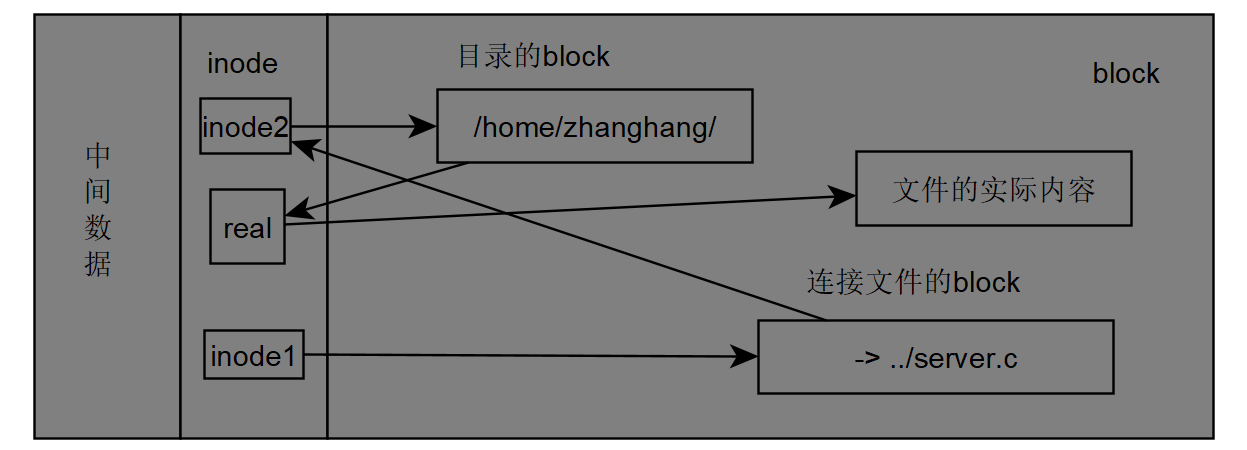 中
间
数
据
inode
inode2
real
inode1
目录的block
/home/zhanghang/
block
文件的实际内容
连接文件的block
-> ../server.c